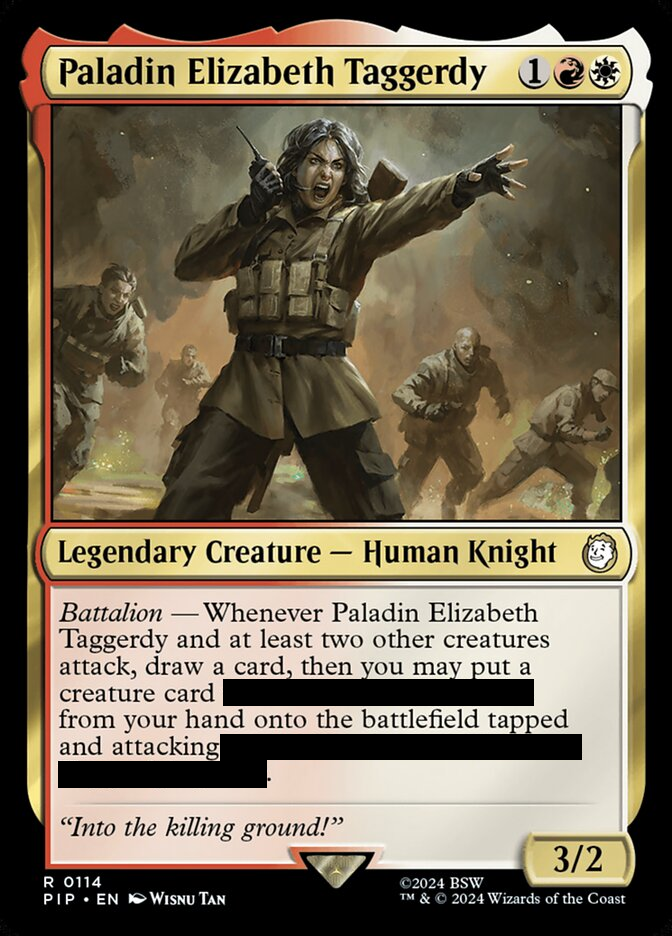 Paladin Elizabeth Taggerdy 1
Legendary Creature — Human Knight
Battalion — Whenever Paladin Elizabeth
Taggerdy and at least two other creatures
attack, draw a card, then you may put a
creature card
from your hand onto the battlefield tapped
and attacking
.
“Into the killing ground!”
3/2
R 0114
PIP • EN Wisnu Tan
©2024 BSW
™ & © 2024 Wizards of the Coast